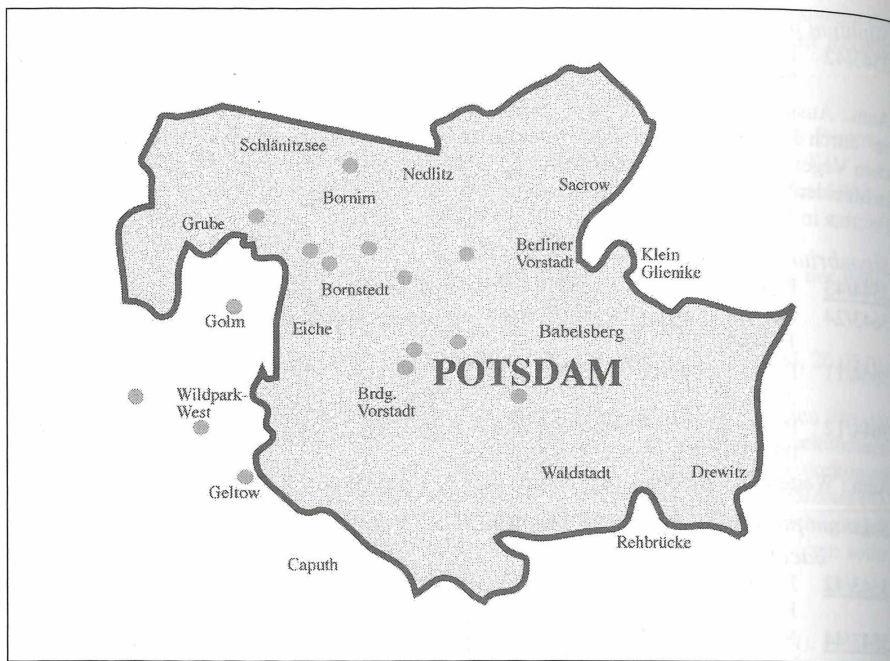 Schlänitzsee
Nedlitz
Bornim
Sacrow
Grube
Berliner
Vorstadt
Klein
Glienike
Bornstedt
Golm
Eiche
Babelsberg
POTSDAM
Wildpark-
West
Brdg.
Vorstadt
Geltow
Waldstadt
Drewitz
Rehbrücke
Caputh